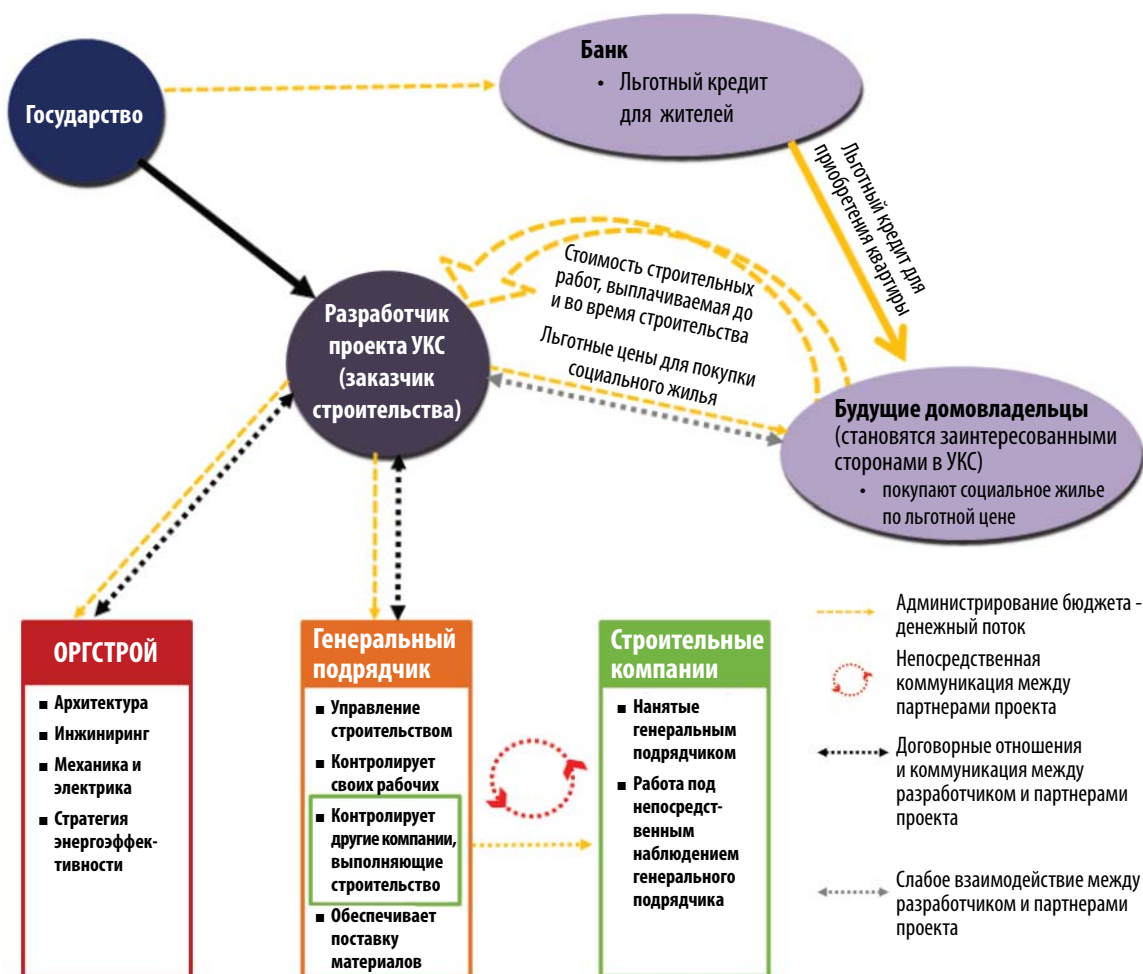 Государство
Банк
• Льготный кредит
для жителей
Льготный кредит для
приобретения квартиры
Стоимость строительных
работ, выплачиваемая до
и во время строительства
Льготные цены для покупки
социального жилья
Разработчик
проекта УКС
(заказчик
строительства)
Будущие домовладельцы
(становятся заинтересованными
сторонами в УКС)
• покупают социальное жилье
по льготной цене
ОРГСТРОЙ
■ Архитектура
■ Инжиниринг
■ Механика и
электрика
■ Стратегия
энергоэффек-
тивности
Генеральный
подрядчик
■ Управление
строительством
■ Контролирует
своих рабочих
■ Контролирует
другие компании,
выполняющие
строительство
■ Обеспечивает
поставку
материалов
Строительные
компании
■ Нанятые
генеральным
подрядчиком
■ Работа под
непосредст-
венным
наблюдением
генерального
подрядчика
Администрирование бюджета -
денежный поток
Непосредственная
коммуникация между
партнерами проекта
Договорные отношения
и коммуникация между
разработчиком и партнерами
проекта
Слабое взаимодействие между
разработчиком и партнерами
проекта